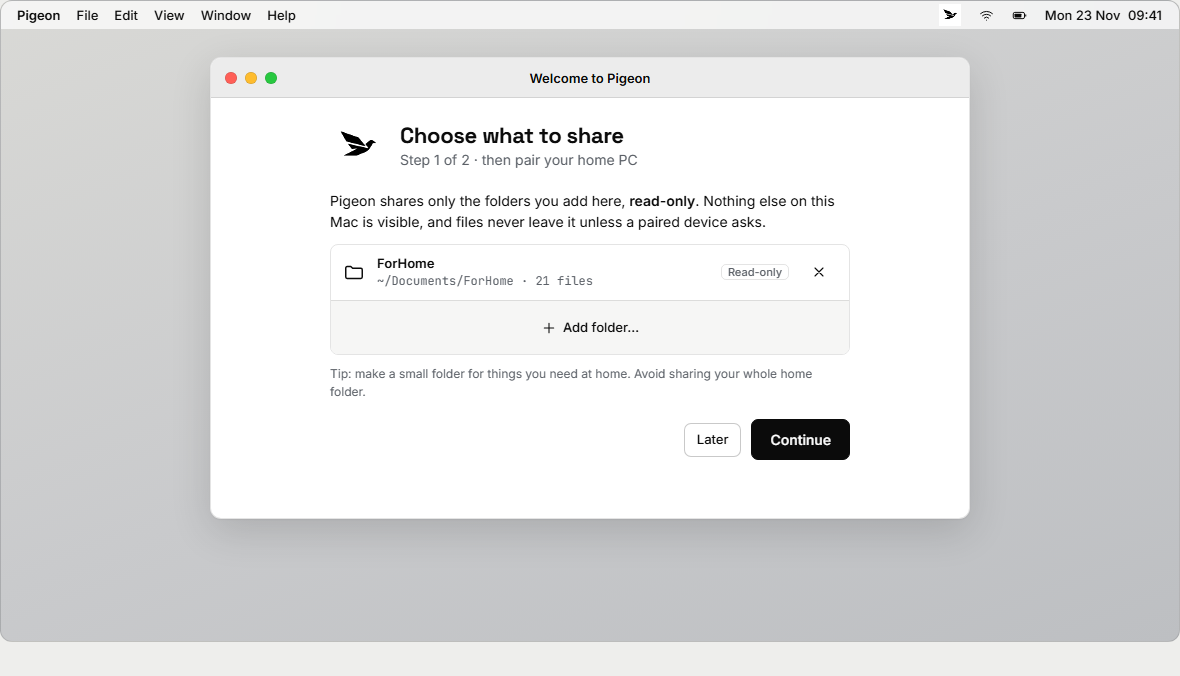 Pigeon File Edit View Window Help Mon 23 Nov 09:41
Welcome to Pigeon
Choose what to share
Step 1 of 2 · then pair your home PC
Pigeon shares only the folders you add here, read-only. Nothing else on this
Mac is visible, and files never leave it unless a paired device asks.
ForHome
~/Documents/ForHome · 21 files
Read-only
Add folder...
Tip: make a small folder for things you need at home. Avoid sharing your whole home
folder.
Later
Continue